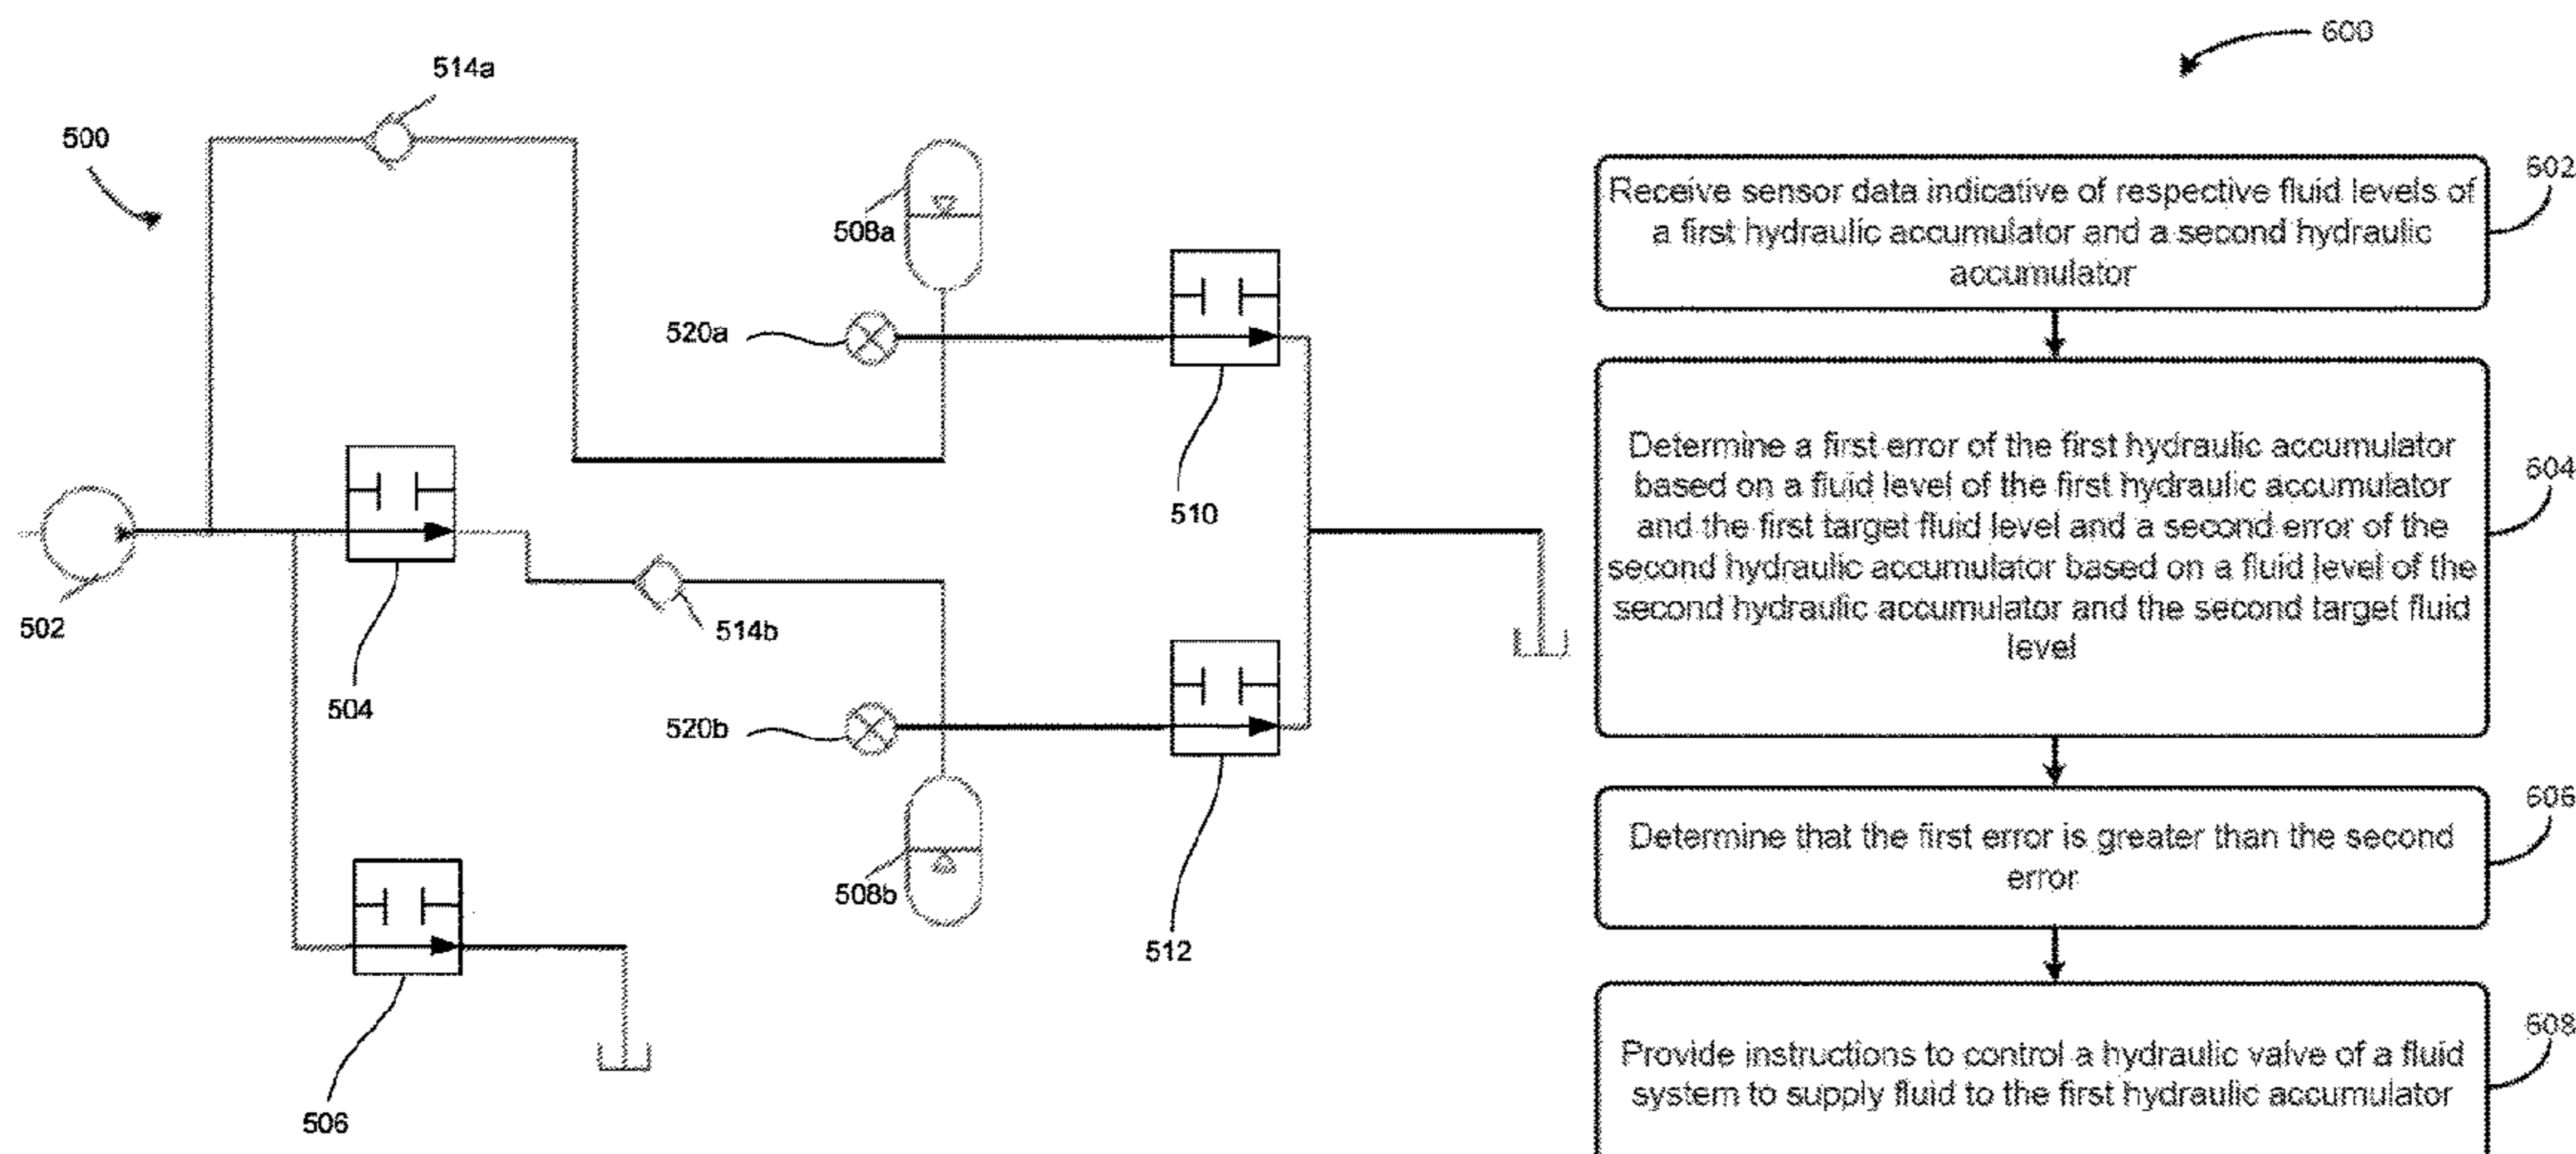 500
514a
508a
520a
510
502
504
514b
520b
508b
512
506
600
Receive sensor data indicative of respective fluid levels of
a first hydraulic accumulator and a second hydraulic
accumulator
602
Determine a first error of the first hydraulic accumulator
based on a fluid level of the first hydraulic accumulator
and the first target fluid level and a second error of the
second hydraulic accumulator based on a fluid level of the
second hydraulic accumulator and the second target fluid
level
604
Determine that the first error is greater than the second
error
606
Provide instructions to control a hydraulic valve of a fluid
system to supply fluid to the first hydraulic accumulator
608